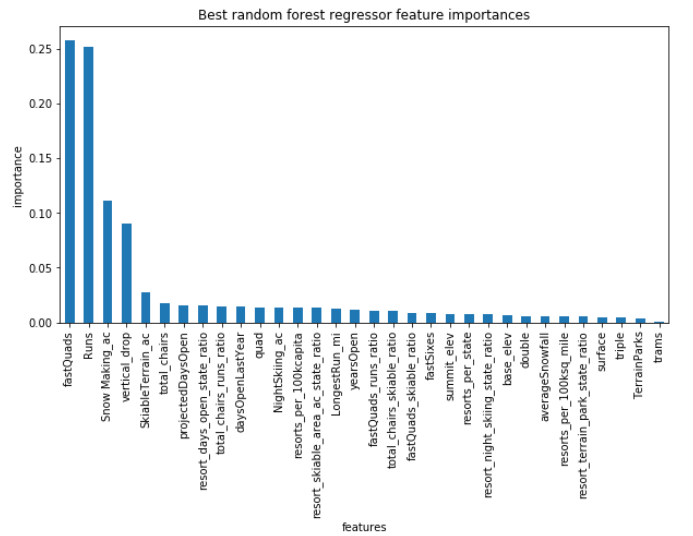 Best random forest regressor feature importances
0.25
0.20
0.15
0.10
0.05
0.00
importance
fastQuads
Runs
Snow Making_ac
vertical_drop
SkiableTerrain_ac
total_chairs
projectedDaysOpen
resort_days_open_state_ratio
total_chairs_runs_ratio
daysOpenLastYear
quad
NightSkiing_ac
resorts_per_100kcapita
resort_skiable_area_ac_state_ratio
LongestRun_mi
yearsOpen
fastQuads_runs_ratio
total_chairs_skiable_ratio
fastQuads_skiable_ratio
fastSixes
summit_elev
resorts_per_state
resort_night_skiing_state_ratio
base_elev
double
averageSnowfall
resorts_per_100ksq_mile
resort_terrain_park_state_ratio
surface
triple
TerrainParks
trams
features